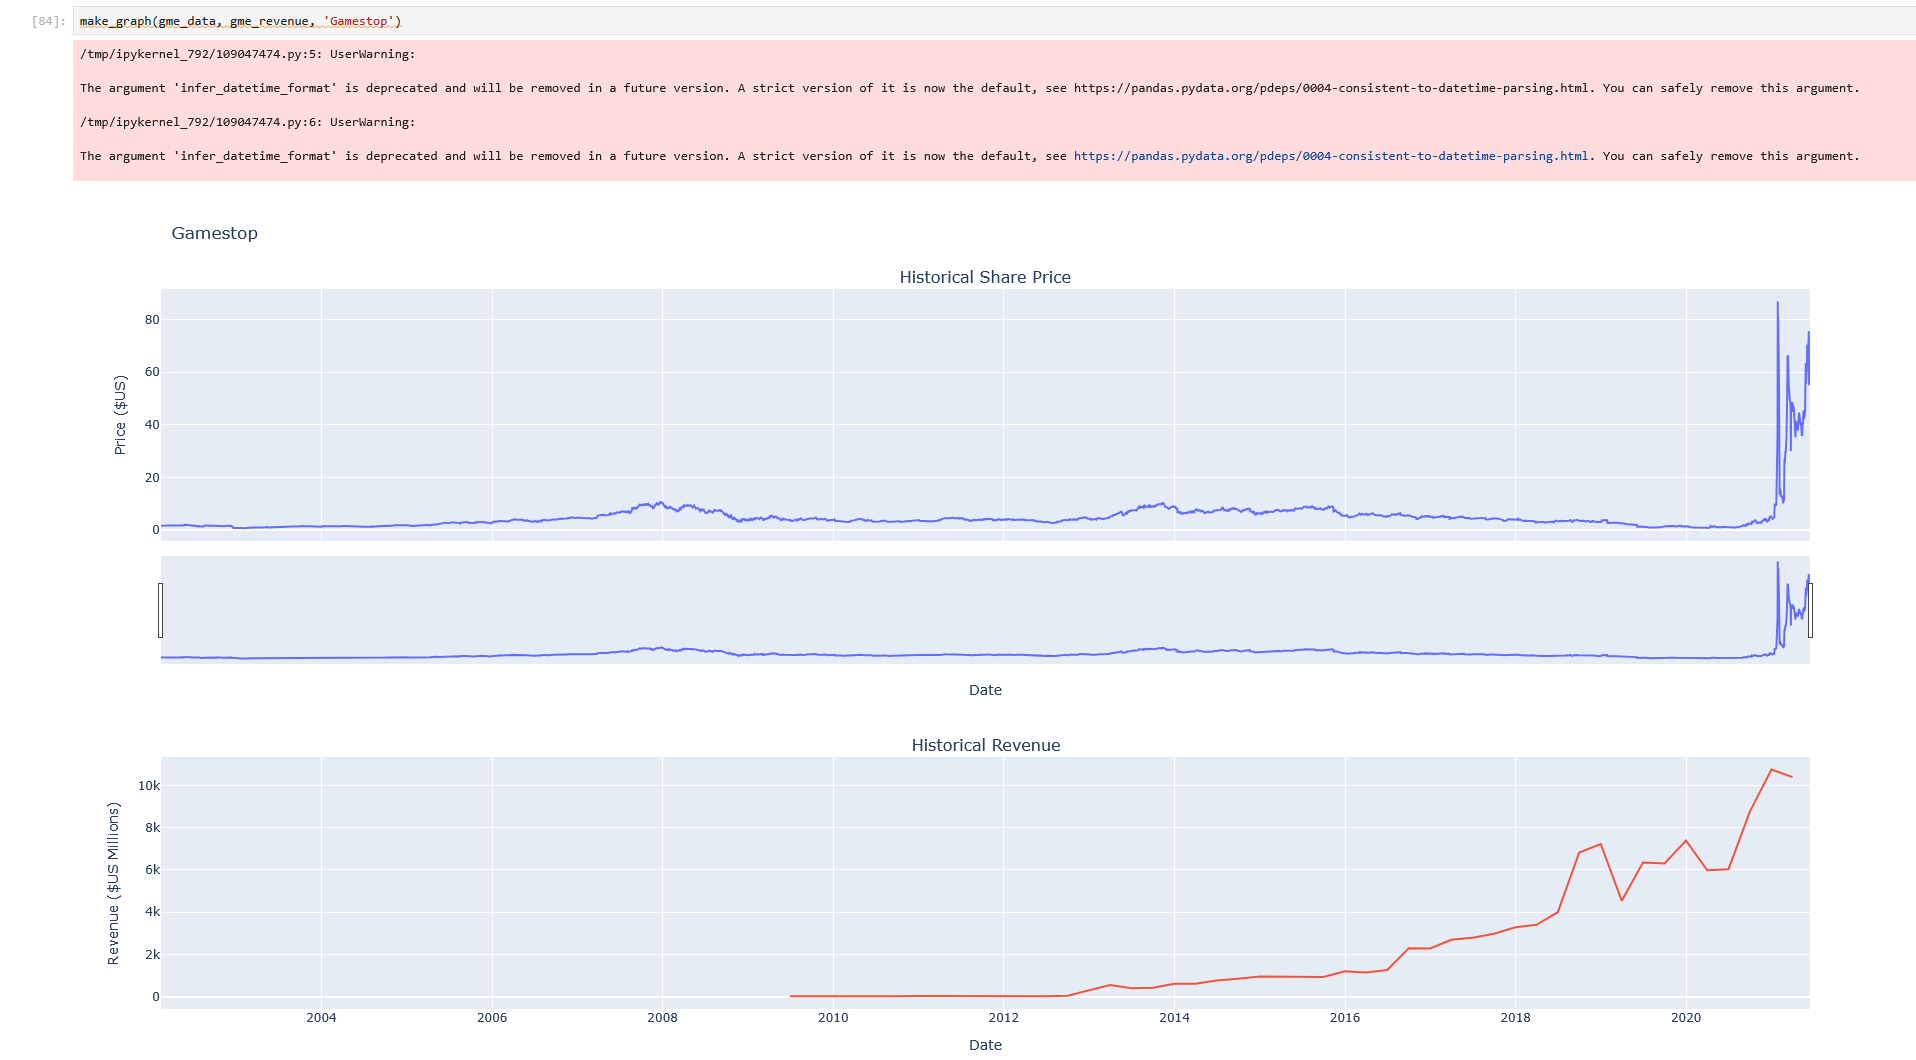 [84]: make_graph(gme_data, gme_revenue, 'Gamestop')
/tmp/ipykernel_792/109047474.py:5: UserWarning:
The argument 'infer_datetime_format' is deprecated and will be removed in a future version. A strict version of it is now the default, see https://pandas.pydata.org/pdeps/0004-consistent-to-datetime-parsing.html. You can safely remove this argument.
/tmp/ipykernel_792/109047474.py:6: UserWarning:
The argument 'infer_datetime_format' is deprecated and will be removed in a future version. A strict version of it is now the default, see https://pandas.pydata.org/pdeps/0004-consistent-to-datetime-parsing.html. You can safely remove this argument.
Gamestop
Historical Share Price
Price ($US)
80
60
40
20
0
Date
Historical Revenue
Revenue ($US Millions)
10k
8k
6k
4k
2k
0
2004 2006 2008 2010 2012 2014 2016 2018 2020
Date